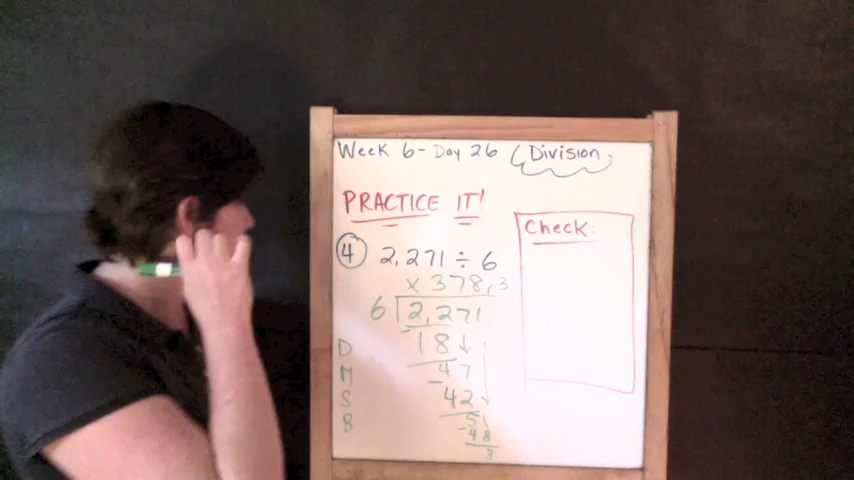 Week 6- Day 26 Division
PRACTICE IT!
Check:
4 2,271 ÷ 6
x 378,3
6 2,271
D - 18↓
- 47
M
S 42
B 51
- 48
3